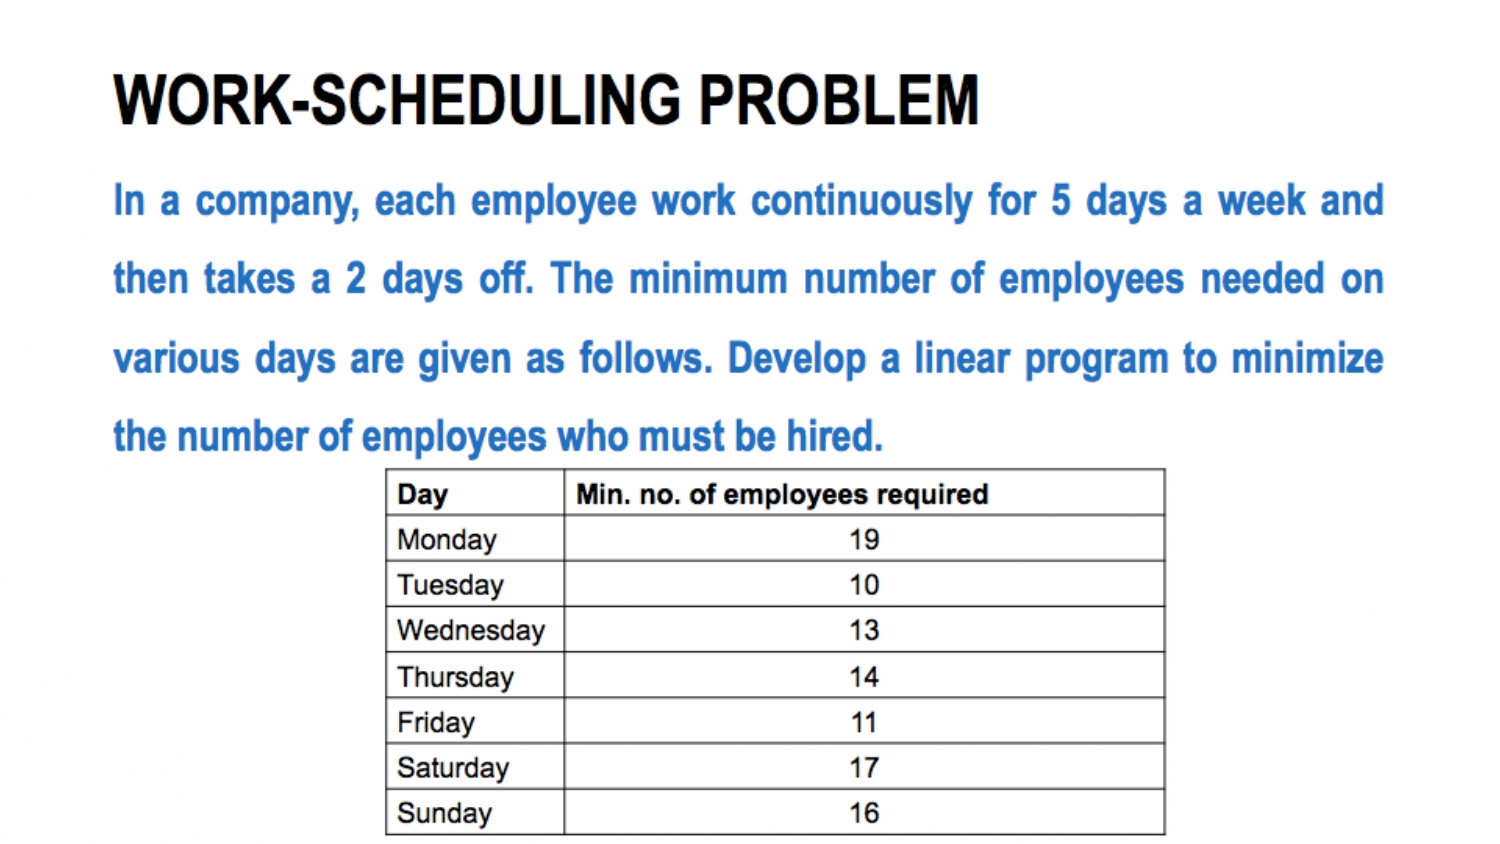 WORK-SCHEDULING PROBLEM
In a company, each employee work continuously for 5 days a week and
then takes a 2 days off. The minimum number of employees needed on
various days are given as follows. Develop a linear program to minimize
the number of employees who must be hired.
Day Min. no. of employees required
Monday 19
Tuesday 10
Wednesday 13
Thursday 14
Friday 11
Saturday 17
Sunday 16